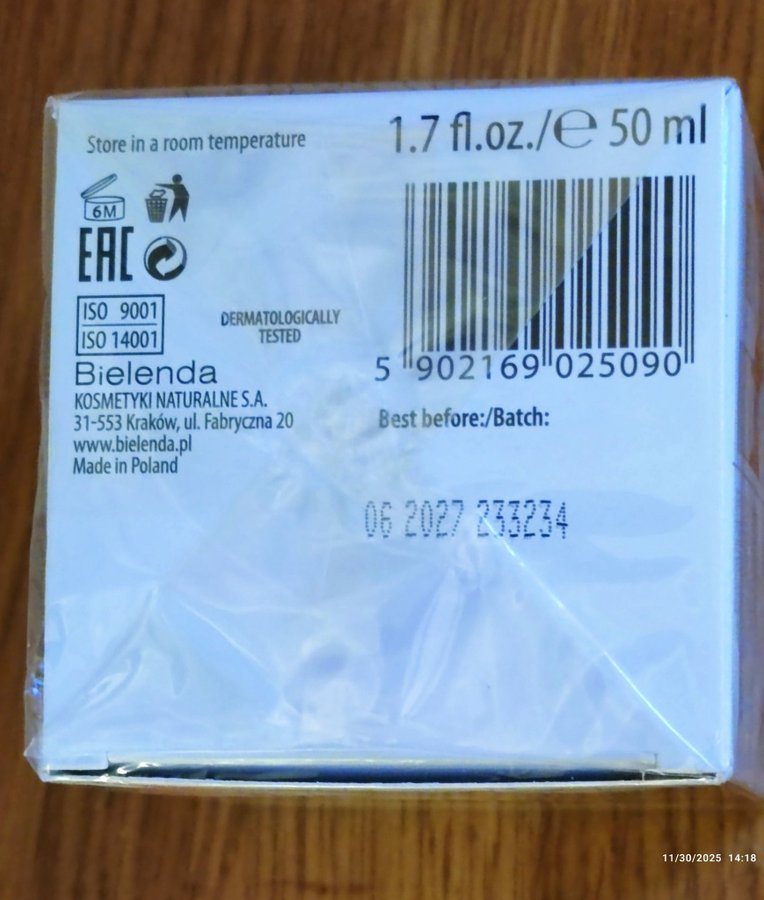 Store in a room temperature
1.7 fl.oz./℮ 50 ml
6M
EAC
ISO 9001
ISO 14001
DERMATOLOGICALLY
TESTED
5 902169 025090
Bielenda
KOSMETYKI NATURALNE S.A.
31-553 Kraków, ul. Fabryczna 20
www.bielenda.pl
Made in Poland
Best before:/Batch:
06 2027 233234
11/30/2025 14:18